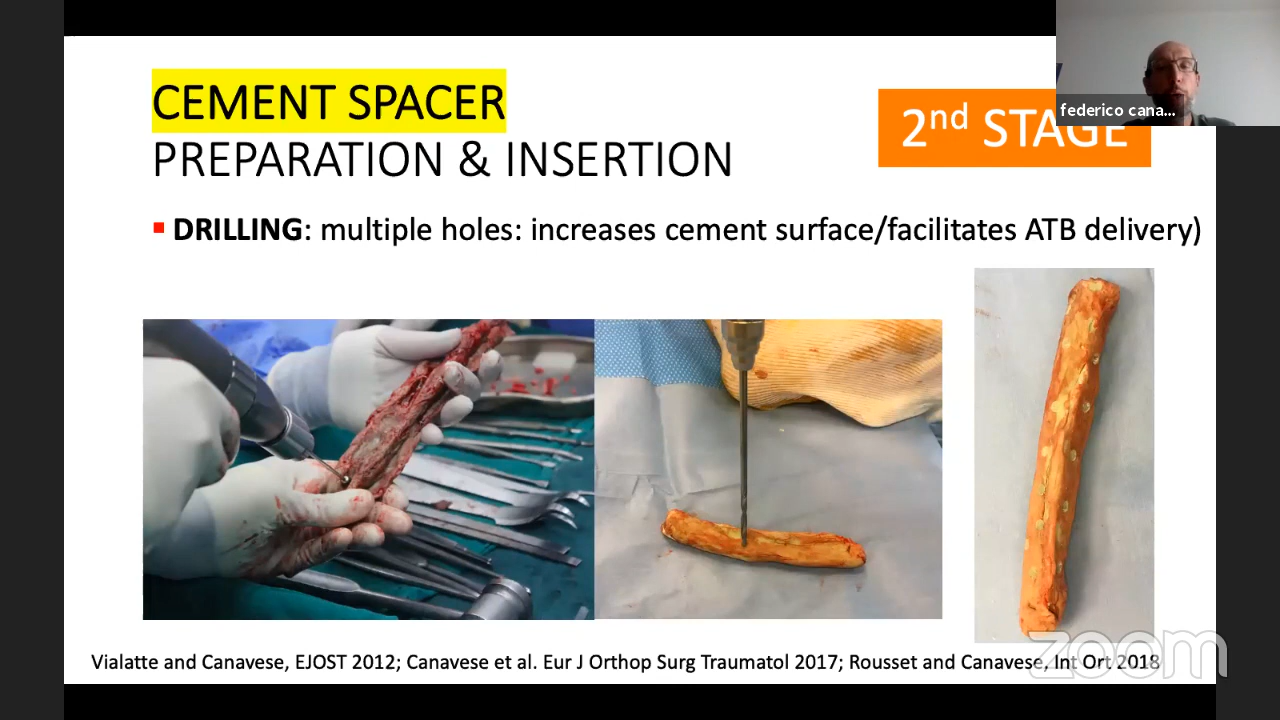 CEMENT SPACER
PREPARATION & INSERTION
2nd STAGE
federico cana...
▪ DRILLING: multiple holes: increases cement surface/facilitates ATB delivery)
Vialatte and Canavese, EJOST 2012; Canavese et al. Eur J Orthop Surg Traumatol 2017; Rousset and Canavese, Int Ort 2018
zoom